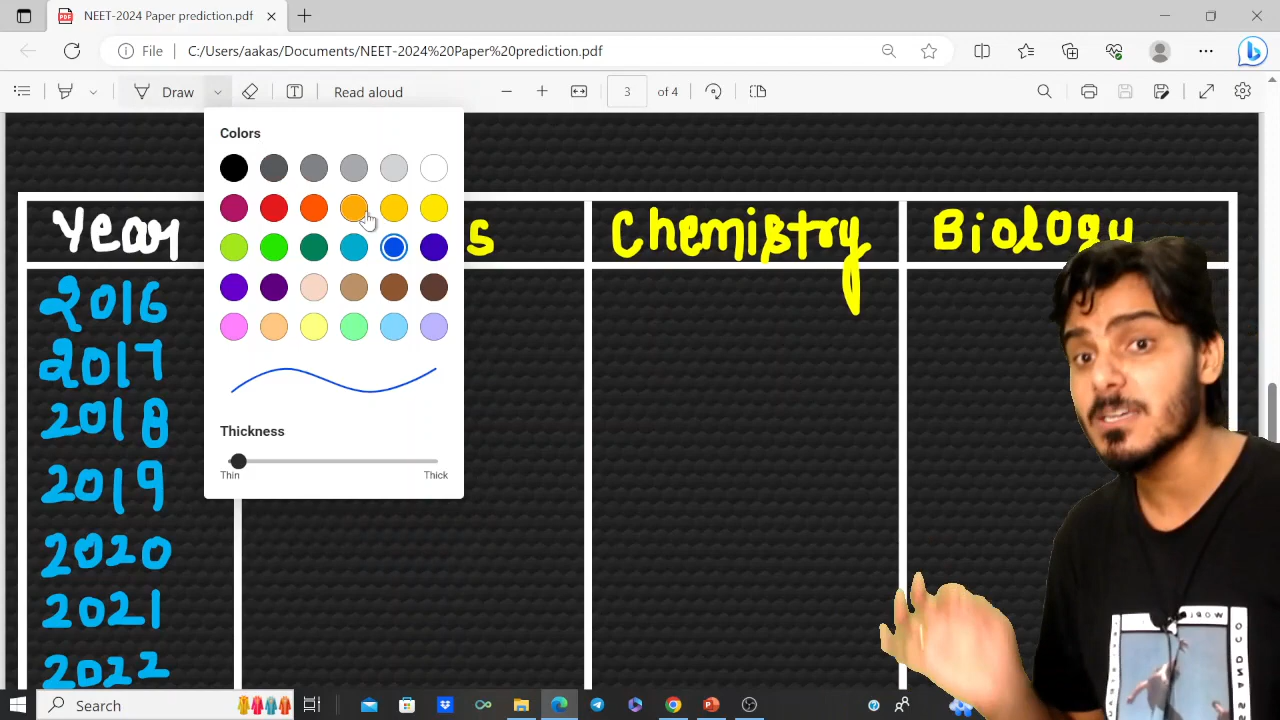 NEET-2024 Paper prediction.pdf
File C:/Users/aakas/Documents/NEET-2024%20Paper%20prediction.pdf
Draw Read aloud 3 of 4
Colors
Thickness
Thin Thick
Year s Chemistry Biology
2016
2017
2018
2019
2020
2021
2022
Search